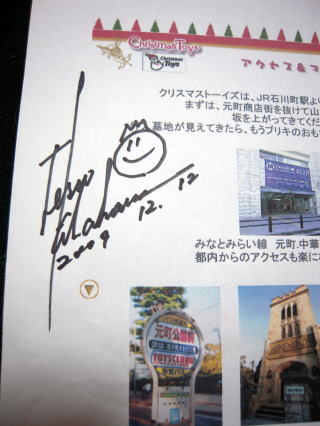 Christmas Toys
Christmas
Toys
アクセス&マ
クリスマストーイズは、JR石川町駅よ
まずは、元町商店街を抜けて山
坂を上がってきてくだ
墓地が見えてきたら、もうブリキのおも
Teruo
Kitahara
2009 12.12
みなとみらい線 元町.中華
都内からのアクセスも楽に
元町公園前
TOYSCLUB